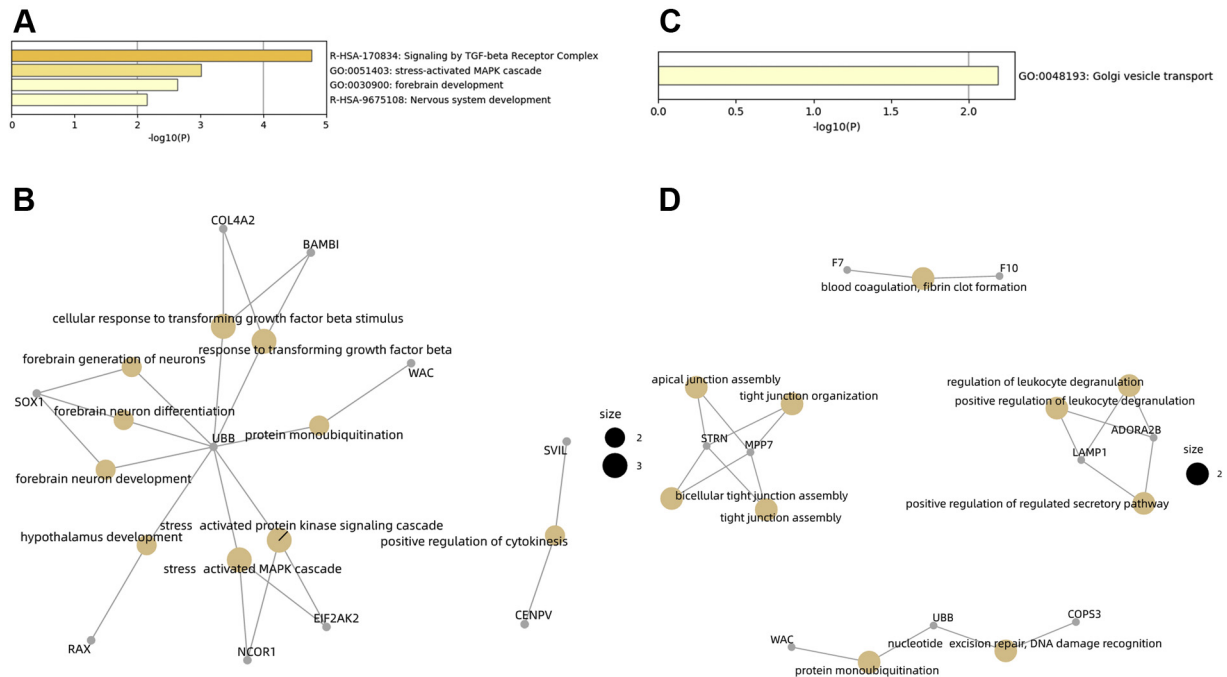 A
R-HSA-170834: Signaling by TGF-beta Receptor Complex
GO:0051403: stress-activated MAPK cascade
GO:0030900: forebrain development
R-HSA-9675108: Nervous system development
0 1 2 3 4 5
-log10(P)
C
GO:0048193: Golgi vesicle transport
0.0 0.5 1.0 1.5 2.0
-log10(P)
B
COL4A2
BAMBI
cellular response to transforming growth factor beta stimulus
response to transforming growth factor beta
forebrain generation of neurons
WAC
SOX1
forebrain neuron differentiation
UBB
protein monoubiquitination
forebrain neuron development
SVIL
stress activated protein kinase signaling cascade
hypothalamus development
positive regulation of cytokinesis
stress activated MAPK cascade
CENPV
EIF2AK2
RAX
NCOR1
size
2
3
D
F7
F10
blood coagulation, fibrin clot formation
apical junction assembly
tight junction organization
STRN
MPP7
bicellular tight junction assembly
tight junction assembly
regulation of leukocyte degranulation
positive regulation of leukocyte degranulation
ADORA2B
LAMP1
positive regulation of regulated secretory pathway
size
2
UBB
COPS3
WAC
nucleotide excision repair, DNA damage recognition
protein monoubiquitination